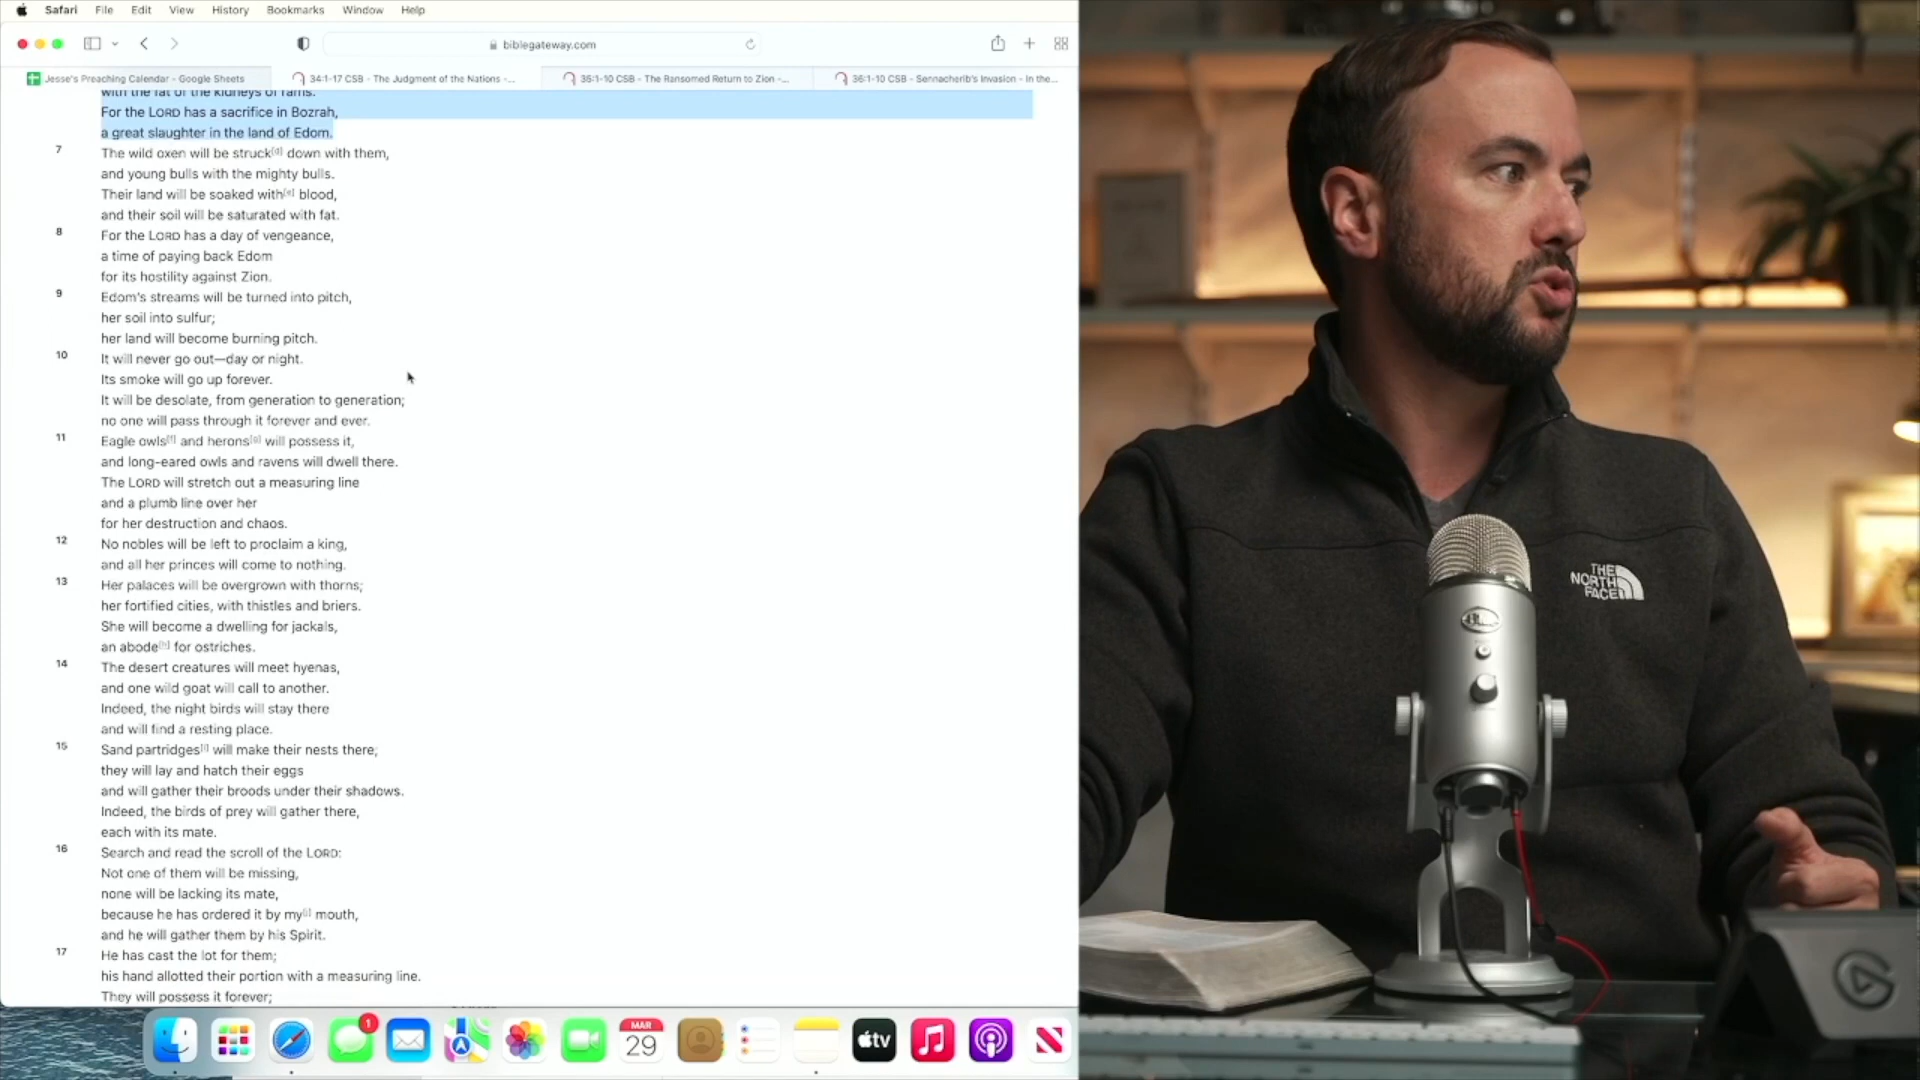 Safari File Edit View History Bookmarks Window Help
biblegateway.com
Jesse's Preaching Calendar - Google Sheets
34:1-17 CSB - The Judgment of the Nations -...
35:1-10 CSB - The Ransomed Return to Zion -...
36:1-10 CSB - Sennacherib's Invasion - In the...
with the fat of the kidneys of rams.
For the LORD has a sacrifice in Bozrah,
a great slaughter in the land of Edom.
7 The wild oxen will be struck[d] down with them,
and young bulls with the mighty bulls.
Their land will be soaked with[e] blood,
and their soil will be saturated with fat.
8 For the LORD has a day of vengeance,
a time of paying back Edom
for its hostility against Zion.
9 Edom's streams will be turned into pitch,
her soil into sulfur;
her land will become burning pitch.
10 It will never go out—day or night.
Its smoke will go up forever.
It will be desolate, from generation to generation;
no one will pass through it forever and ever.
11 Eagle owls[f] and herons[g] will possess it,
and long-eared owls and ravens will dwell there.
The LORD will stretch out a measuring line
and a plumb line over her
for her destruction and chaos.
12 No nobles will be left to proclaim a king,
and all her princes will come to nothing.
13 Her palaces will be overgrown with thorns;
her fortified cities, with thistles and briers.
She will become a dwelling for jackals,
an abode[h] for ostriches.
14 The desert creatures will meet hyenas,
and one wild goat will call to another.
Indeed, the night birds will stay there
and will find a resting place.
15 Sand partridges[i] will make their nests there;
they will lay and hatch their eggs
and will gather their broods under their shadows.
Indeed, the birds of prey will gather there,
each with its mate.
16 Search and read the scroll of the LORD:
Not one of them will be missing,
none will be lacking its mate,
because he has ordered it by my[j] mouth,
and he will gather them by his Spirit.
17 He has cast the lot for them;
his hand allotted their portion with a measuring line.
They will possess it forever;
1
MAR
29
tv
THE
NORTH
FACE